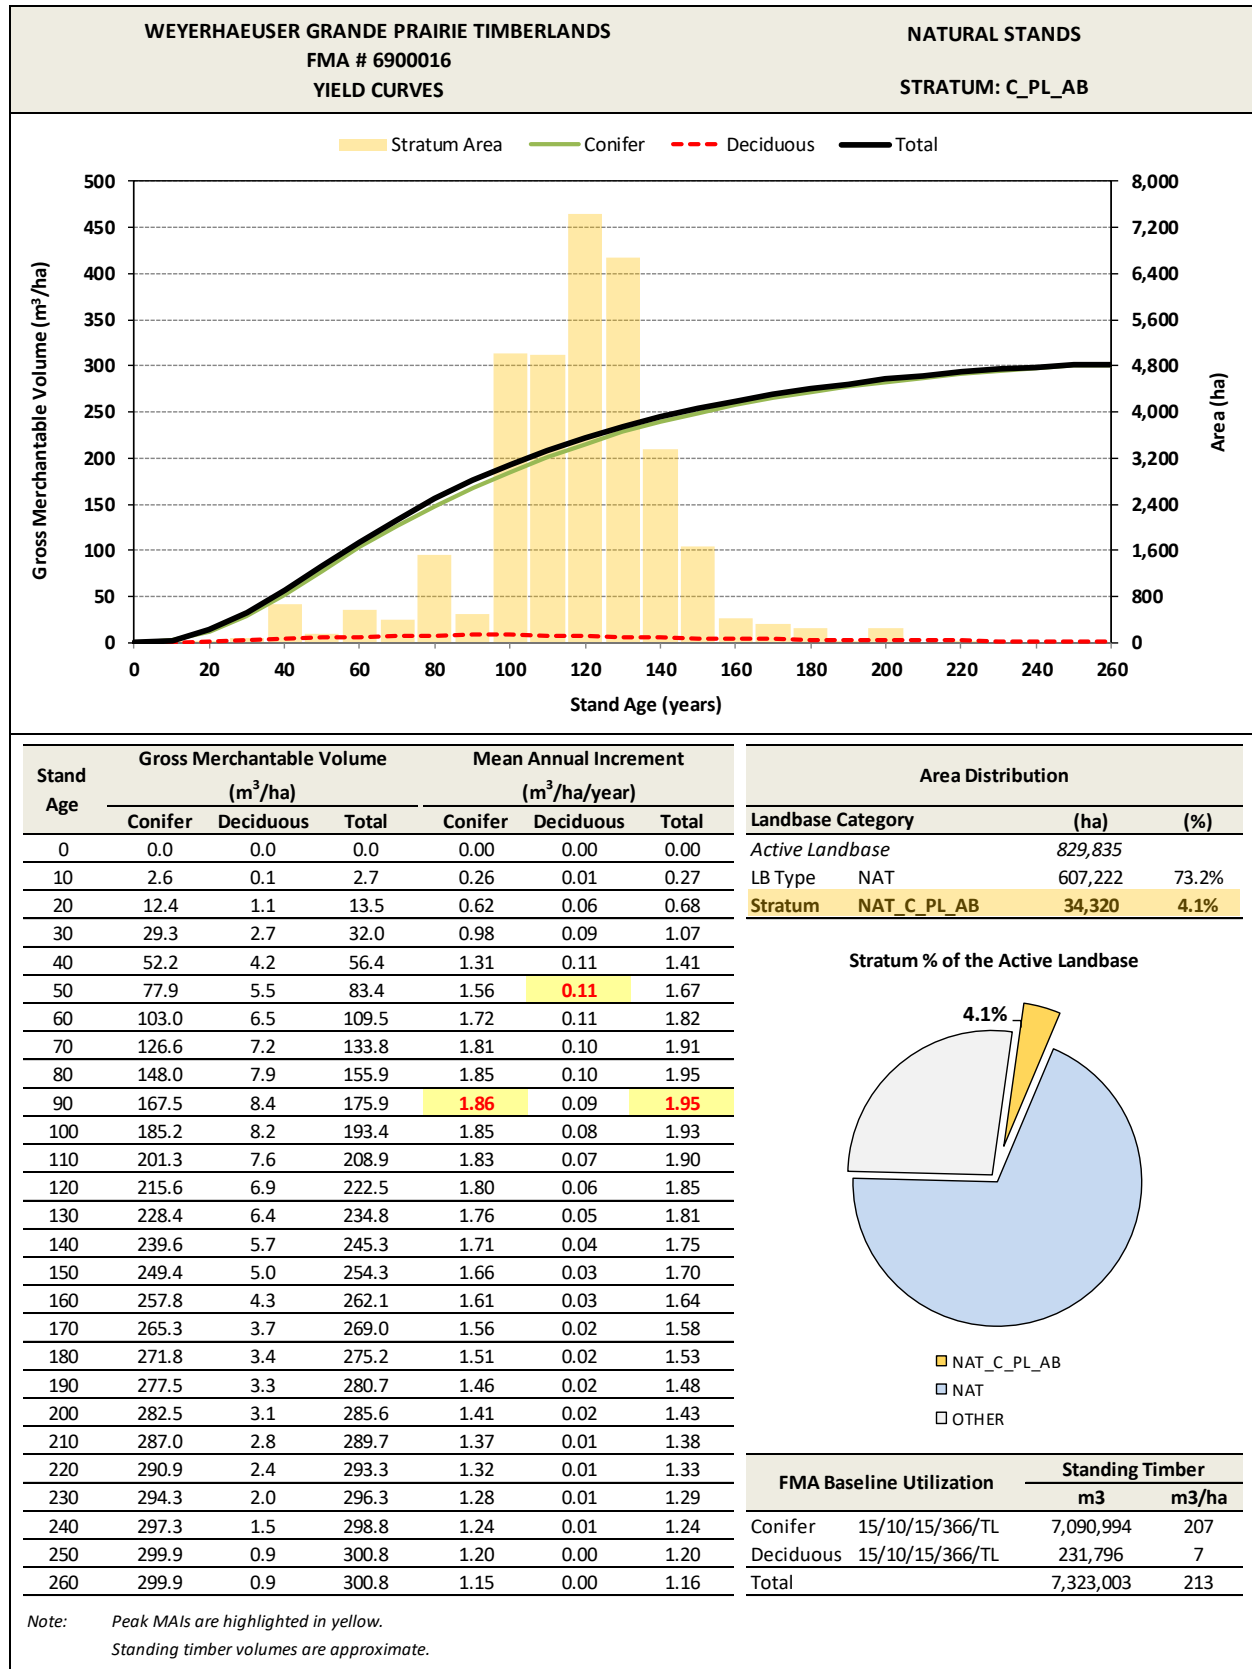 WEYERHAEUSER GRANDE PRAIRIE TIMBERLANDS
FMA # 6900016
YIELD CURVES
NATURAL STANDS
STRATUM: C_PL_AB
Stratum Area Conifer Deciduous Total
Gross Merchantable Volume (m³/ha)
500
450
400
350
300
250
200
150
100
50
0
8,000
7,200
6,400
5,600
4,800
4,000
3,200
2,400
1,600
800
0
Area (ha)
0 20 40 60 80 100 120 140 160 180 200 220 240 260
Stand Age (years)
Stand Age
Gross Merchantable Volume (m³/ha)
Mean Annual Increment (m³/ha/year)
Conifer Deciduous Total Conifer Deciduous Total
0 0.0 0.0 0.0 0.00 0.00 0.00
10 2.6 0.1 2.7 0.26 0.01 0.27
20 12.4 1.1 13.5 0.62 0.06 0.68
30 29.3 2.7 32.0 0.98 0.09 1.07
40 52.2 4.2 56.4 1.31 0.11 1.41
50 77.9 5.5 83.4 1.56 0.11 1.67
60 103.0 6.5 109.5 1.72 0.11 1.82
70 126.6 7.2 133.8 1.81 0.10 1.91
80 148.0 7.9 155.9 1.85 0.10 1.95
90 167.5 8.4 175.9 1.86 0.09 1.95
100 185.2 8.2 193.4 1.85 0.08 1.93
110 201.3 7.6 208.9 1.83 0.07 1.90
120 215.6 6.9 222.5 1.80 0.06 1.85
130 228.4 6.4 234.8 1.76 0.05 1.81
140 239.6 5.7 245.3 1.71 0.04 1.75
150 249.4 5.0 254.3 1.66 0.03 1.70
160 257.8 4.3 262.1 1.61 0.03 1.64
170 265.3 3.7 269.0 1.56 0.02 1.58
180 271.8 3.4 275.2 1.51 0.02 1.53
190 277.5 3.3 280.7 1.46 0.02 1.48
200 282.5 3.1 285.6 1.41 0.02 1.43
210 287.0 2.8 289.7 1.37 0.01 1.38
220 290.9 2.4 293.3 1.32 0.01 1.33
230 294.3 2.0 296.3 1.28 0.01 1.29
240 297.3 1.5 298.8 1.24 0.01 1.24
250 299.9 0.9 300.8 1.20 0.00 1.20
260 299.9 0.9 300.8 1.15 0.00 1.16
Area Distribution
Landbase Category (ha) (%)
Active Landbase 829,835
LB Type NAT 607,222 73.2%
Stratum NAT_C_PL_AB 34,320 4.1%
Stratum % of the Active Landbase
4.1%
NAT_C_PL_AB
NAT
OTHER
FMA Baseline Utilization Standing Timber
m3 m3/ha
Conifer 15/10/15/366/TL 7,090,994 207
Deciduous 15/10/15/366/TL 231,796 7
Total 7,323,003 213
Note: Peak MAIs are highlighted in yellow.
Standing timber volumes are approximate.